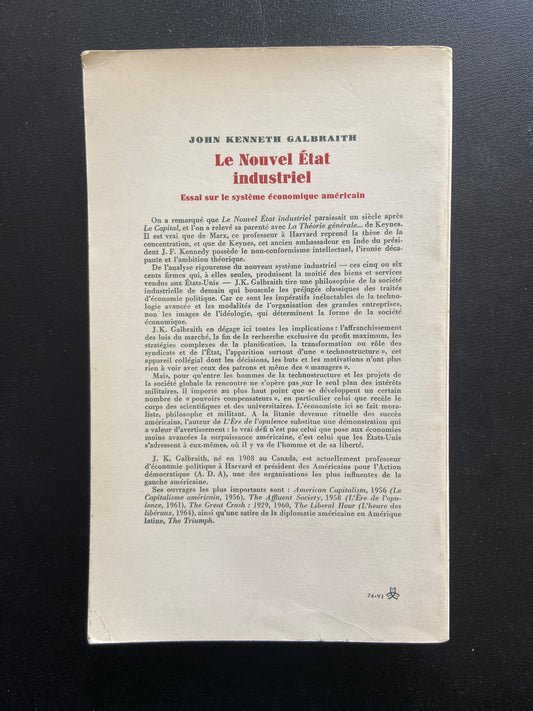 JOHN KENNETH GALBRAITH
Le Nouvel État
industriel
Essai sur le système économique américain
On a remarqué que Le Nouvel État industriel paraissait un siècle après
Le Capital, et l'on a relevé sa parenté avec La Théorie générale... de Keynes.
Il est vrai que de Marx, ce professeur à Harvard reprend la thèse de la
concentration, et que de Keynes, cet ancien ambassadeur en Inde du prési-
dent J. F. Kennedy possède le non-conformisme intellectuel, l'ironie déca-
pante et l'ambition théorique.
De l'analyse rigoureuse du nouveau système industriel — ces cinq ou six
cents firmes qui, à elles seules, produisent la moitié des biens et services
vendus aux États-Unis — J.K. Galbraith tire une philosophie de la société
industrielle de demain qui bouscule les préjugés classiques des traités
d'économie politique. Car ce sont les impératifs inéluctables de la techno-
logie avancée et les modalités de l'organisation des grandes entreprises,
non les images de l'idéologie, qui déterminent la forme de la société
économique.
J.K. Galbraith en dégage ici toutes les implications : l'affranchissement
des lois du marché, la fin de la recherche exclusive du profit maximum, les
stratégies complexes de la planification, la transformation ou rôle des
syndicats et de l'État, l'apparition surtout d'une « technostructure », cet
appareil collégial dont les décisions, les buts et les motivations n'ont plus
rien à voir avec ceux des patrons et même des « managers ».
Mais, pour qu'entre les hommes de la technostructure et les projets de
la société globale la rencontre ne s'opère pas sur le seul plan des intérêts
militaires, il importe au plus haut point que se développent un certain
nombre de « pouvoirs compensateurs », en particulier celui que recèle le
corps des scientifiques et des universitaires. L'économiste ici se fait mora-
liste, philosophe et militant. A la litanie devenue rituelle des succès
américains, l'auteur de L'Ère de l'opulence substitue une démonstration qui
a valeur d'avertissement : le vrai défi n'est pas celui que pose aux économies
moins avancées la surpuissance américaine, c'est celui que les États-Unis
s'adressent à eux-mêmes, où il y va de l'homme et de sa liberté.
J. K. Galbraith, né en 1908 au Canada, est actuellement professeur
d'économie politique à Harvard et président des Américains pour l'Action
démocratique (A. D. A), une des organisations les plus influentes de la
gauche américaine.
Ses ouvrages les plus importants sont : American Capitalism, 1956 (Le
Capitalisme américain, 1956), The Affluent Society, 1958 (L'Ère de l'opu-
lence, 1961), The Great Crash : 1929, 1960, The Liberal Hour (L'heure des
libéraux, 1964), ainsi qu'une satire de la diplomatie américaine en Amérique
latine, The Triumph.
74-VI